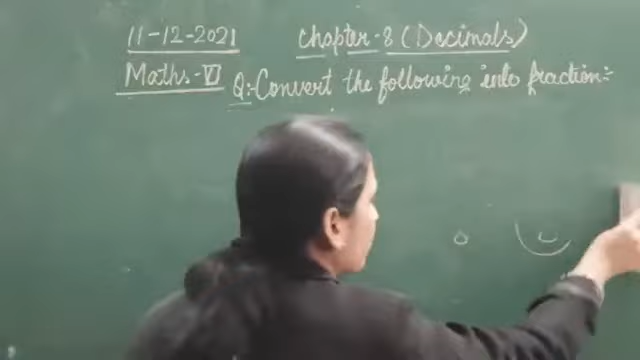 11-12-2021 Chapter-8 (Decimals)
Maths-VI Q:-Convert the following into fraction:-